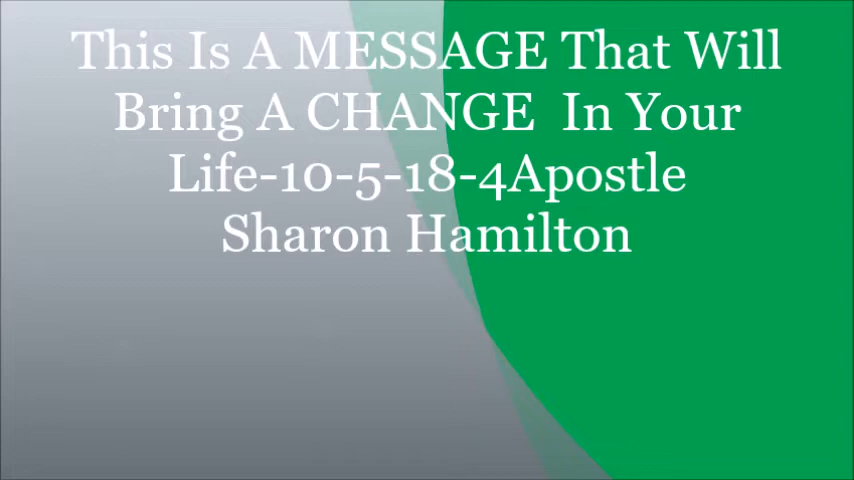 This Is A MESSAGE That Will
Bring A CHANGE  In Your
Life-10-5-18-4Apostle
Sharon Hamilton